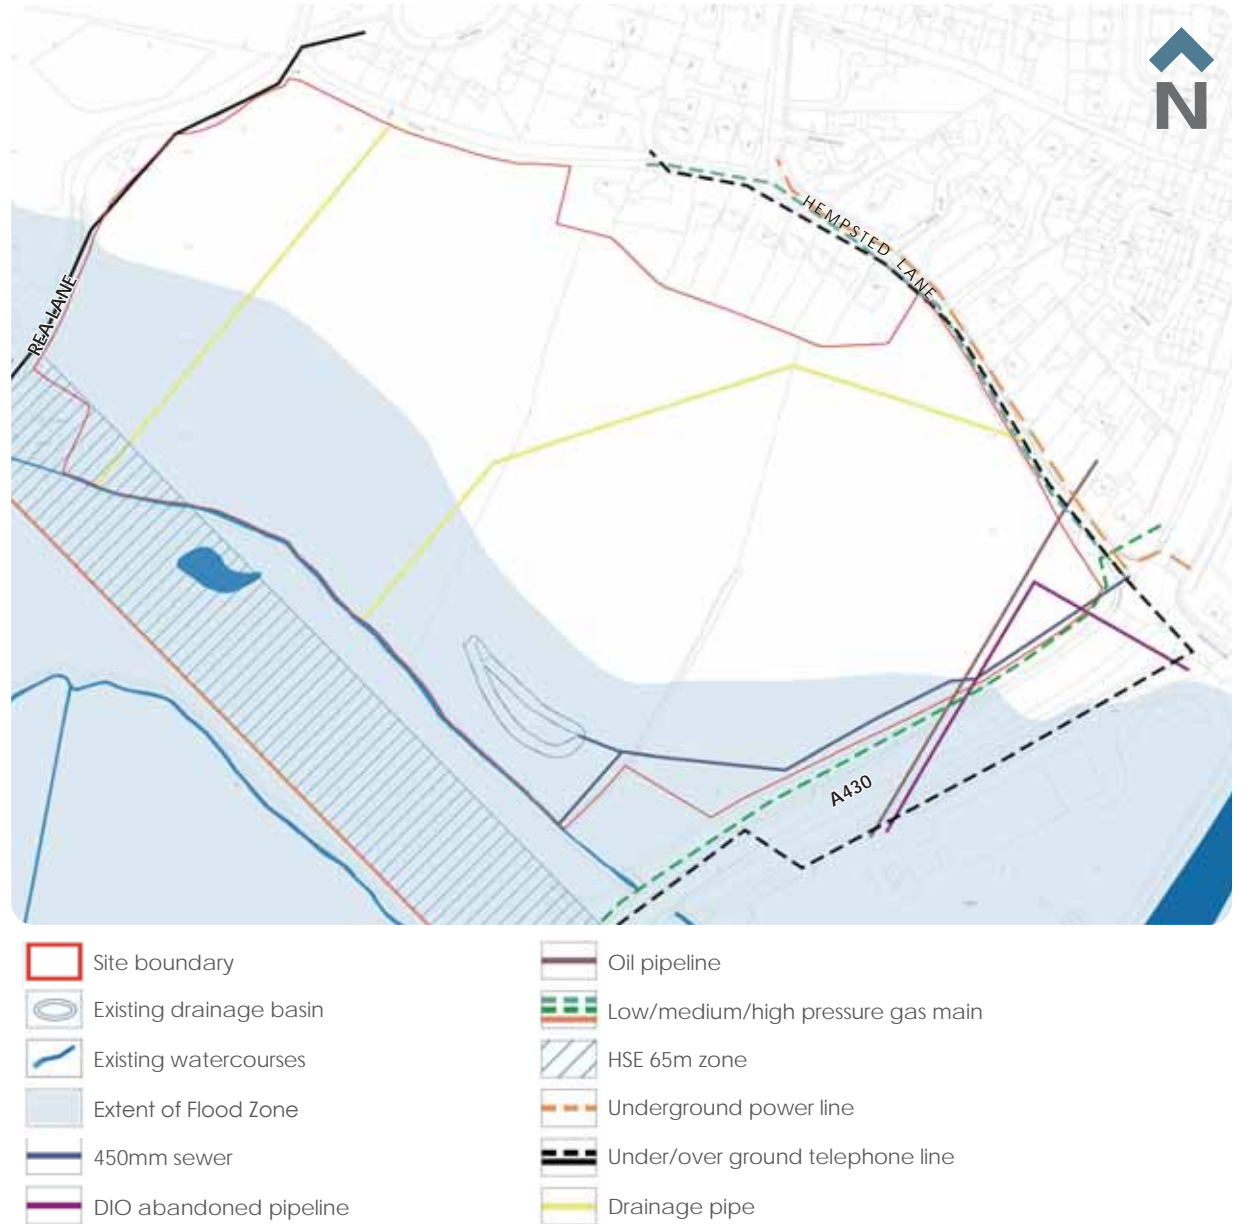 N
HEMPSTED LANE
REA LANE
A430
Site boundary
Existing drainage basin
Existing watercourses
Extent of Flood Zone
450mm sewer
DIO abandoned pipeline
Oil pipeline
Low/medium/high pressure gas main
HSE 65m zone
Underground power line
Under/over ground telephone line
Drainage pipe